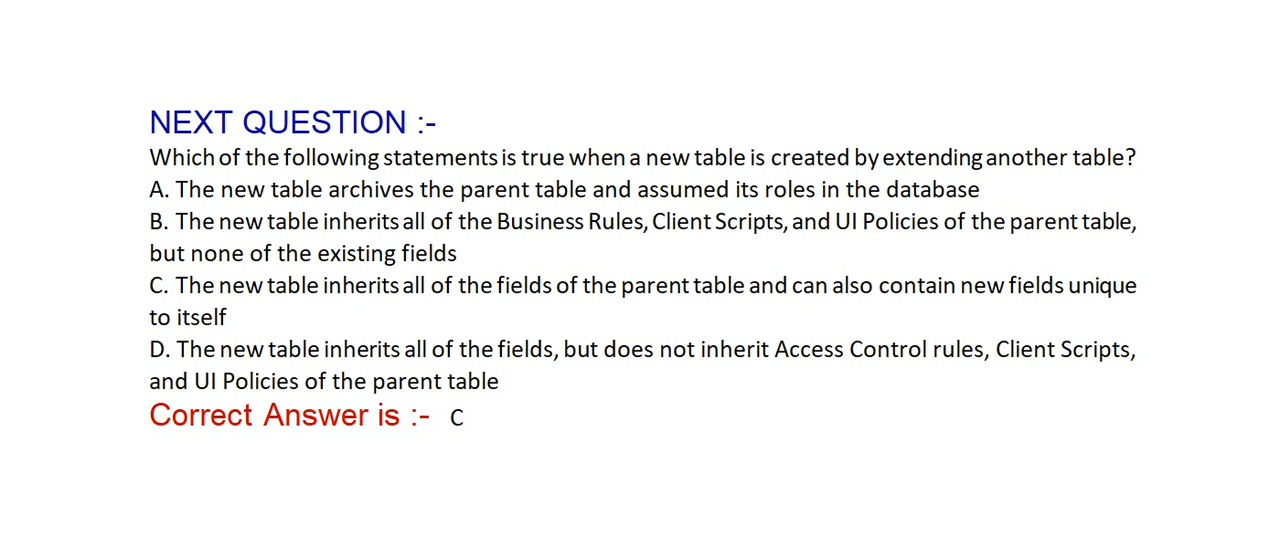 NEXT QUESTION :-
Which of the following statements is true when a new table is created by extending another table?
A. The new table archives the parent table and assumed its roles in the database
B. The new table inherits all of the Business Rules, Client Scripts, and UI Policies of the parent table,
but none of the existing fields
C. The new table inherits all of the fields of the parent table and can also contain new fields unique
to itself
D. The new table inherits all of the fields, but does not inherit Access Control rules, Client Scripts,
and UI Policies of the parent table
Correct Answer is :- C